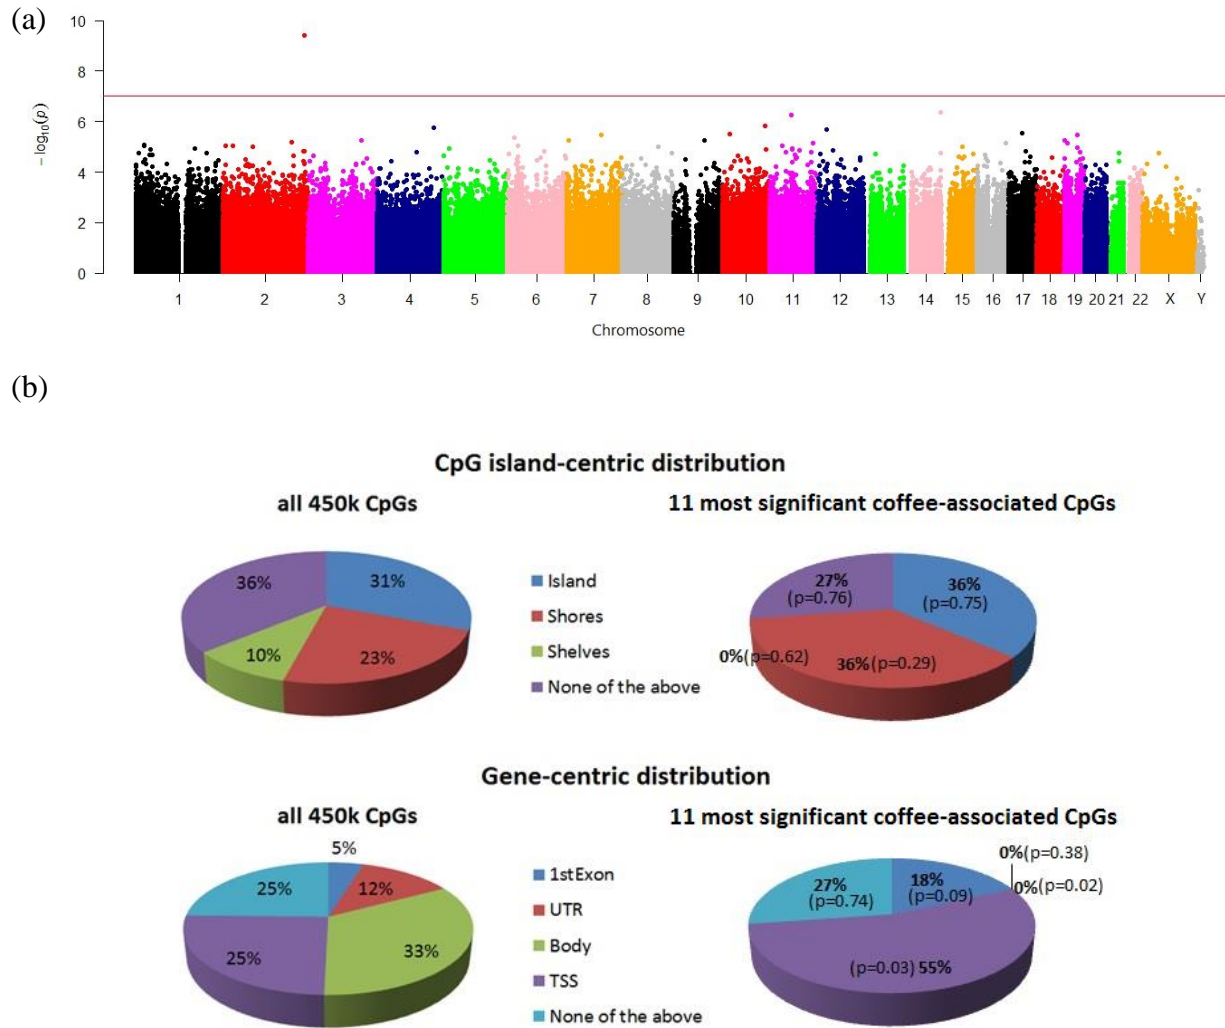 (a)
10
8
6
4
2
0
−log10(p)
1 2 3 4 5 6 7 8 9 10 11 12 13 14 15 16 17 18 19 20 21 22 X Y
Chromosome
(b)
CpG island-centric distribution
all 450k CpGs
11 most significant coffee-associated CpGs
36%
31%
10%
23%
Island
Shores
Shelves
None of the above
27%
(p=0.76)
36%
(p=0.75)
0%(p=0.62)
36%(p=0.29)
Gene-centric distribution
all 450k CpGs
11 most significant coffee-associated CpGs
5%
25%
12%
25%
33%
1stExon
UTR
Body
TSS
None of the above
0%(p=0.38)
0%(p=0.02)
27%
(p=0.74)
18%
(p=0.09)
(p=0.03) 55%